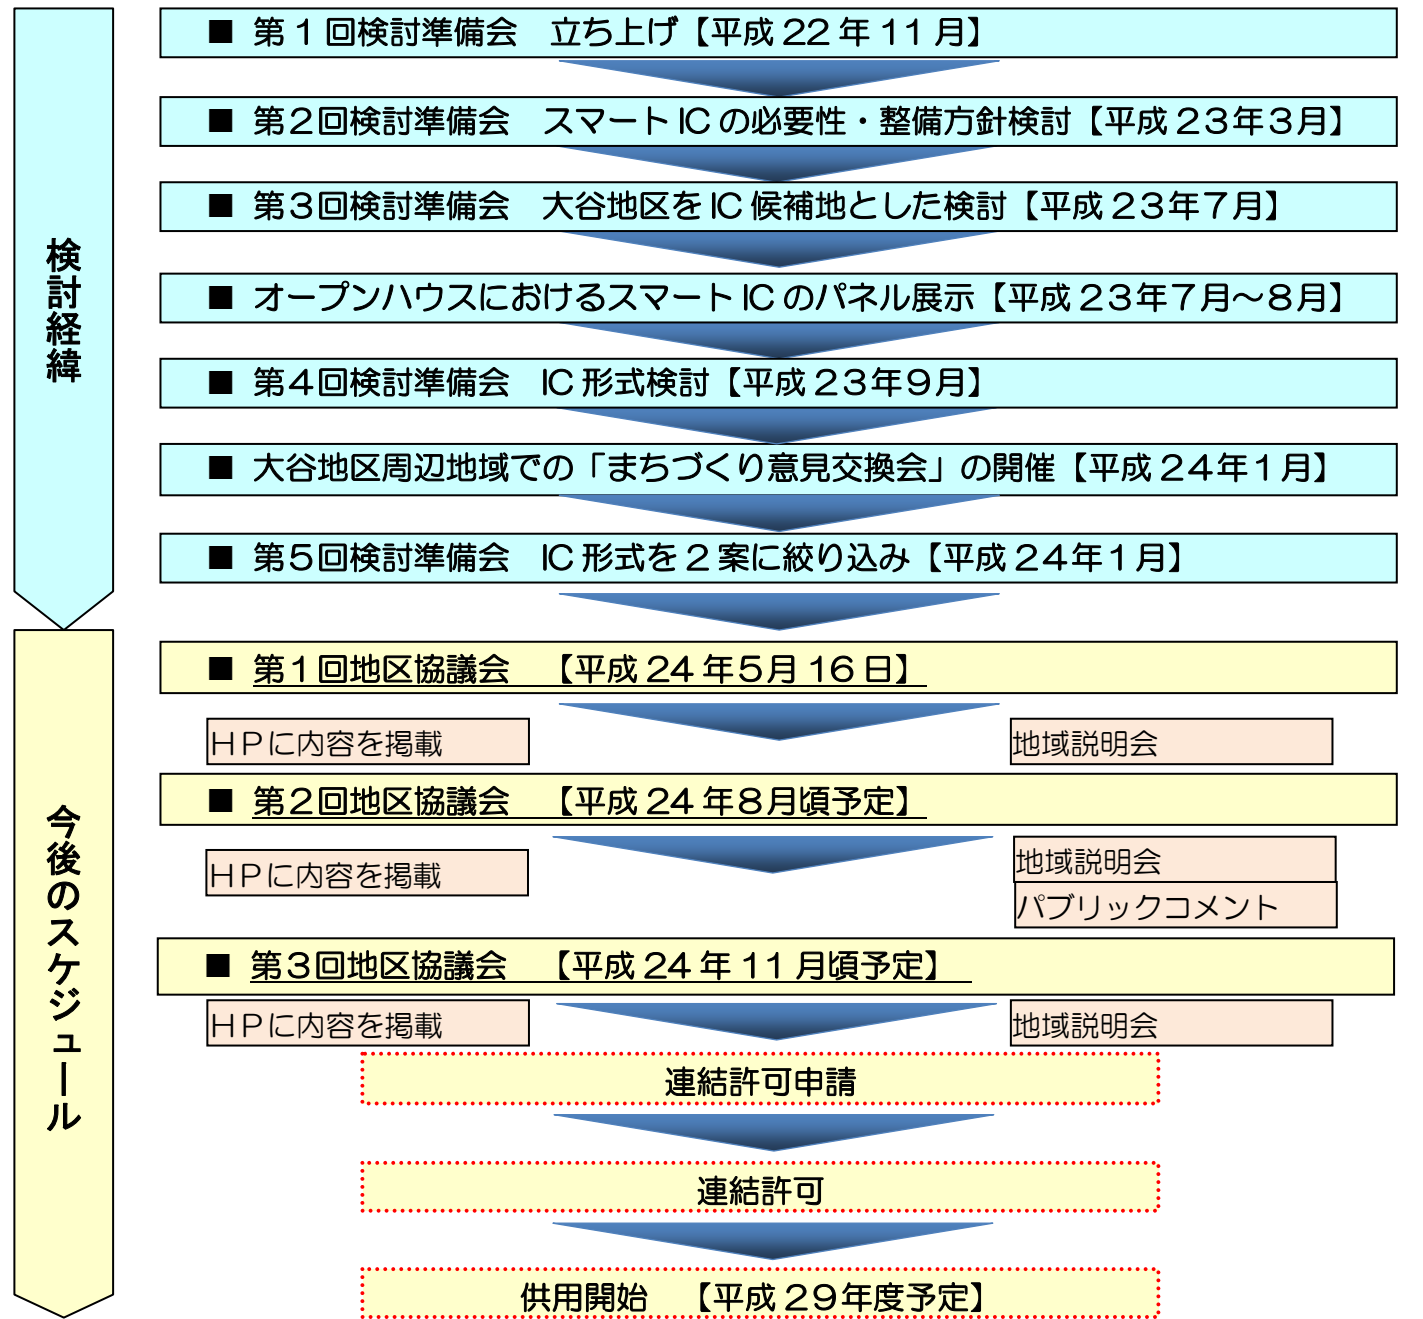 検討経緯
■ 第１回検討準備会　立ち上げ【平成22年11月】
■ 第２回検討準備会　スマートICの必要性・整備方針検討【平成２３年３月】
■ 第３回検討準備会　大谷地区をIC候補地とした検討【平成２３年７月】
■ オープンハウスにおけるスマートICのパネル展示【平成２３年７月～８月】
■ 第４回検討準備会　IC形式検討【平成２３年９月】
■ 大谷地区周辺地域での「まちづくり意見交換会」の開催【平成２４年１月】
■ 第５回検討準備会　IC形式を２案に絞り込み【平成２４年１月】
今後のスケジュール
■ 第１回地区協議会　【平成24年５月16日】
ＨＰに内容を掲載
地域説明会
■ 第２回地区協議会　【平成24年８月頃予定】
ＨＰに内容を掲載
地域説明会
パブリックコメント
■ 第３回地区協議会　【平成24年11月頃予定】
ＨＰに内容を掲載
地域説明会
連結許可申請
連結許可
供用開始　【平成２９年度予定】